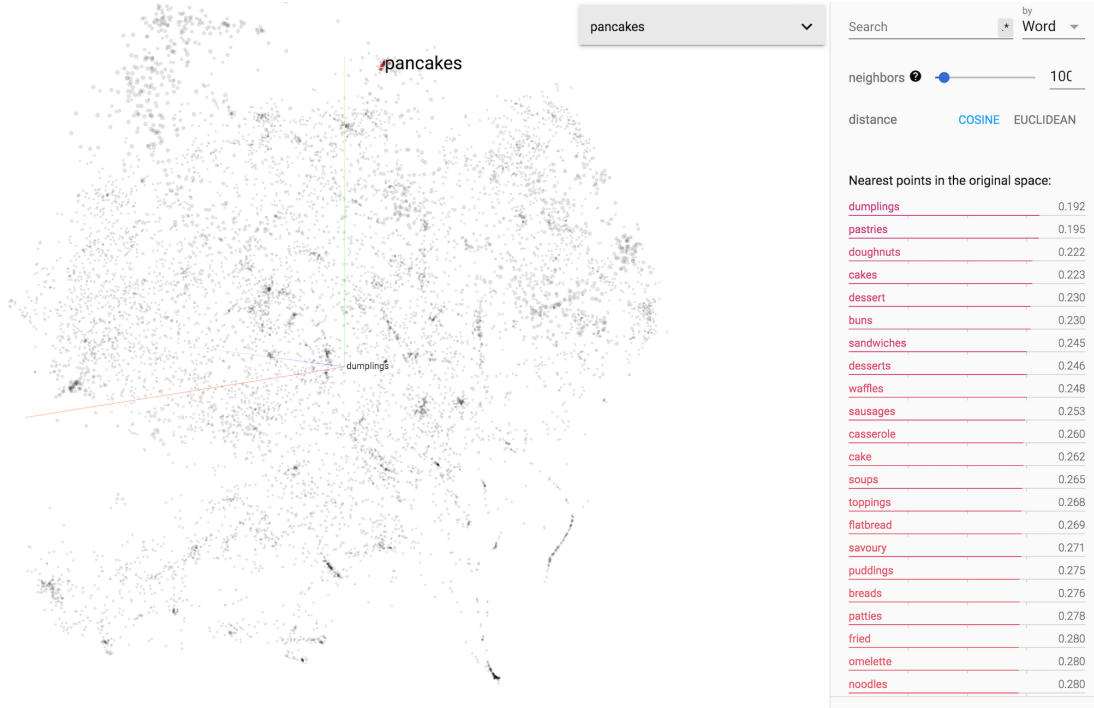 pancakes
dumplings
pancakes
Search
.*
by
Word
neighbors
?
100
distance
COSINE
EUCLIDEAN
Nearest points in the original space:
dumplings 0.192
pastries 0.195
doughnuts 0.222
cakes 0.223
dessert 0.230
buns 0.230
sandwiches 0.245
desserts 0.246
waffles 0.248
sausages 0.253
casserole 0.260
cake 0.262
soups 0.265
toppings 0.268
flatbread 0.269
savoury 0.271
puddings 0.275
breads 0.276
patties 0.278
fried 0.280
omelette 0.280
noodles 0.280